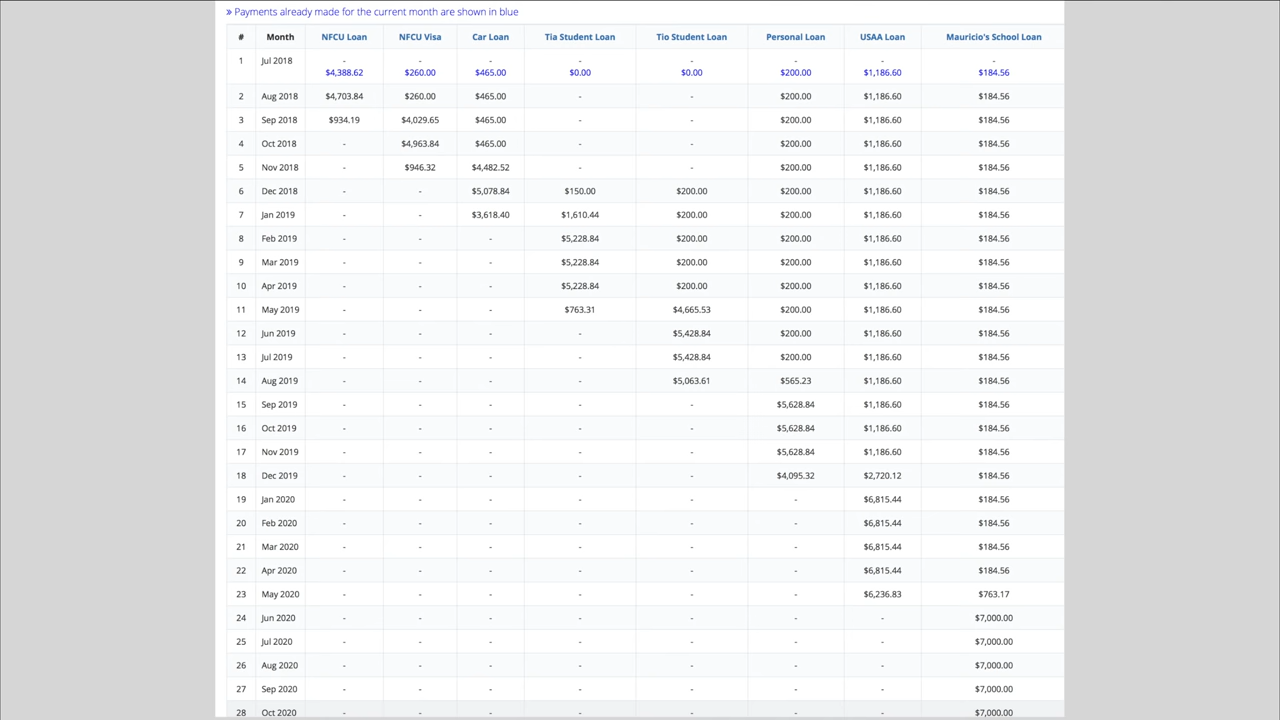 » Payments already made for the current month are shown in blue
# Month NFCU Loan NFCU Visa Car Loan Tia Student Loan Tio Student Loan Personal Loan USAA Loan Mauricio's School Loan
1 Jul 2018 - - - - - - - -
$4,388.62 $260.00 $465.00 $0.00 $0.00 $200.00 $1,186.60 $184.56
2 Aug 2018 $4,703.84 $260.00 $465.00 - - $200.00 $1,186.60 $184.56
3 Sep 2018 $934.19 $4,029.65 $465.00 - - $200.00 $1,186.60 $184.56
4 Oct 2018 - $4,963.84 $465.00 - - $200.00 $1,186.60 $184.56
5 Nov 2018 - $946.32 $4,482.52 - - $200.00 $1,186.60 $184.56
6 Dec 2018 - - $5,078.84 $150.00 $200.00 $200.00 $1,186.60 $184.56
7 Jan 2019 - - $3,618.40 $1,610.44 $200.00 $200.00 $1,186.60 $184.56
8 Feb 2019 - - - $5,228.84 $200.00 $200.00 $1,186.60 $184.56
9 Mar 2019 - - - $5,228.84 $200.00 $200.00 $1,186.60 $184.56
10 Apr 2019 - - - $5,228.84 $200.00 $200.00 $1,186.60 $184.56
11 May 2019 - - - $763.31 $4,665.53 $200.00 $1,186.60 $184.56
12 Jun 2019 - - - - $5,428.84 $200.00 $1,186.60 $184.56
13 Jul 2019 - - - - $5,428.84 $200.00 $1,186.60 $184.56
14 Aug 2019 - - - - $5,063.61 $565.23 $1,186.60 $184.56
15 Sep 2019 - - - - - $5,628.84 $1,186.60 $184.56
16 Oct 2019 - - - - - $5,628.84 $1,186.60 $184.56
17 Nov 2019 - - - - - $5,628.84 $1,186.60 $184.56
18 Dec 2019 - - - - - $4,095.32 $2,720.12 $184.56
19 Jan 2020 - - - - - - $6,815.44 $184.56
20 Feb 2020 - - - - - - $6,815.44 $184.56
21 Mar 2020 - - - - - - $6,815.44 $184.56
22 Apr 2020 - - - - - - $6,815.44 $184.56
23 May 2020 - - - - - - $6,236.83 $763.17
24 Jun 2020 - - - - - - - $7,000.00
25 Jul 2020 - - - - - - - $7,000.00
26 Aug 2020 - - - - - - - $7,000.00
27 Sep 2020 - - - - - - - $7,000.00
28 Oct 2020 - - - - - - - $7,000.00